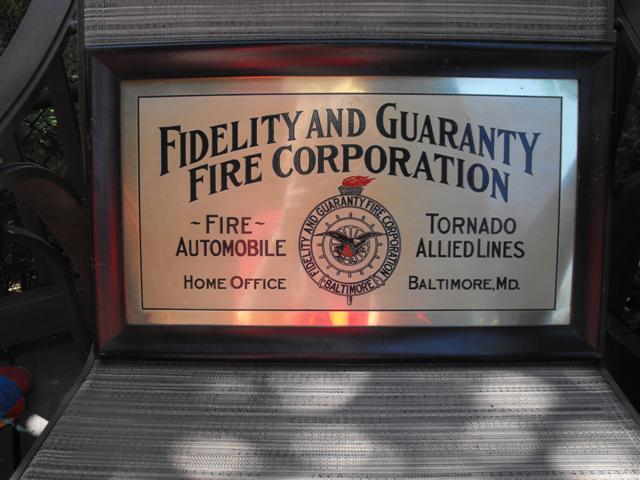 FIDELITY AND GUARANTY
FIRE CORPORATION
~FIRE~
AUTOMOBILE
HOME OFFICE
FIDELITY AND GUARANTY FIRE CORPORATION
BALTIMORE
TORNADO
ALLIED LINES
BALTIMORE, MD.